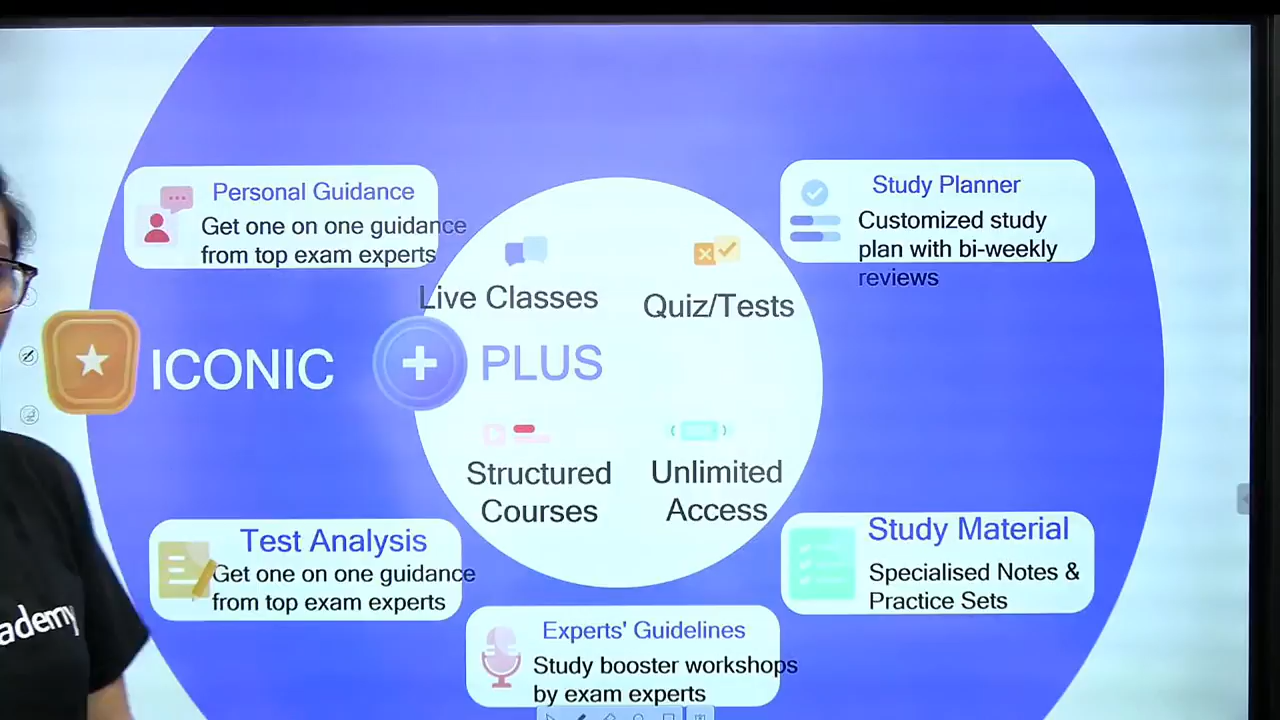 Personal Guidance
Get one on one guidance
from top exam experts
Study Planner
Customized study
plan with bi-weekly
reviews
Live Classes
Quiz/Tests
ICONIC
PLUS
Structured
Courses
Unlimited
Access
Test Analysis
Get one on one guidance
from top exam experts
Study Material
Specialised Notes &
Practice Sets
Experts' Guidelines
Study booster workshops
by exam experts
ademy